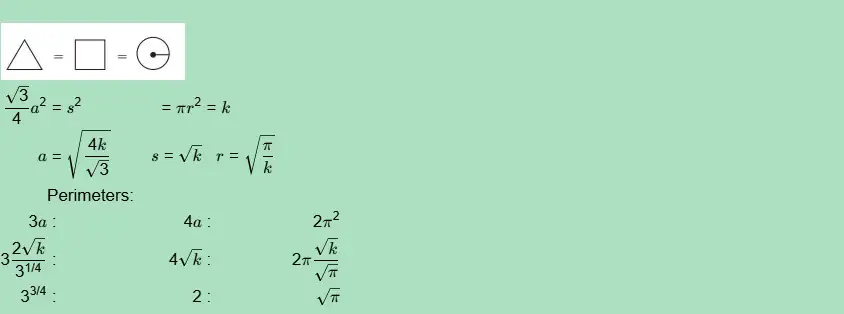 = =
√3/4 a² = s² = πr² = k
a = √(4k/√3) s = √k r = √(π/k)
Perimeters:
3a : 4a : 2π²
3 2√k/3^1/4 : 4√k : 2π √k/√π
3^3/4 : 2 : √π